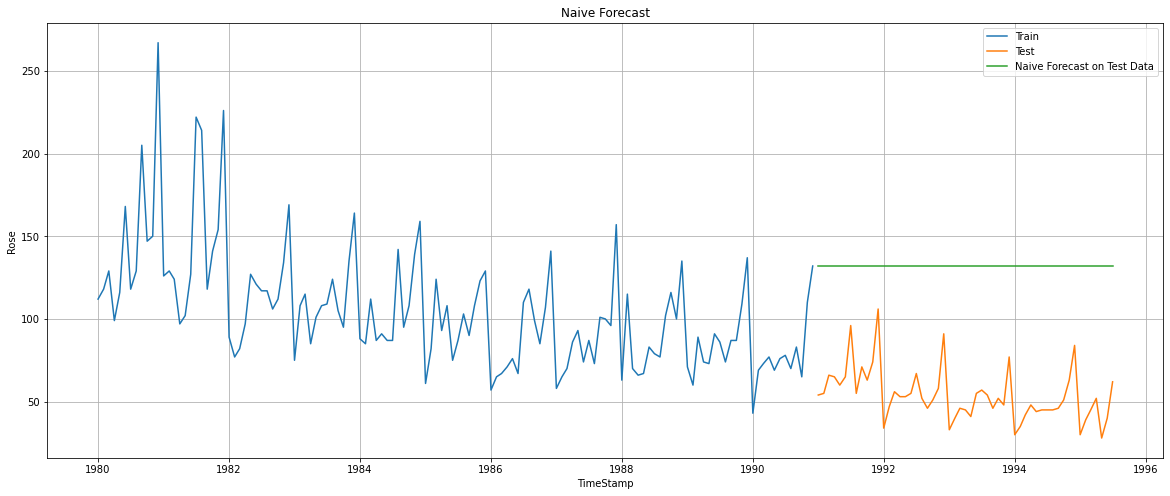 Naive Forecast
Train
Test
Naive Forecast on Test Data
250
200
150
100
50
Rose
1980
1982
1984
1986
1988
1990
1992
1994
1996
TimeStamp